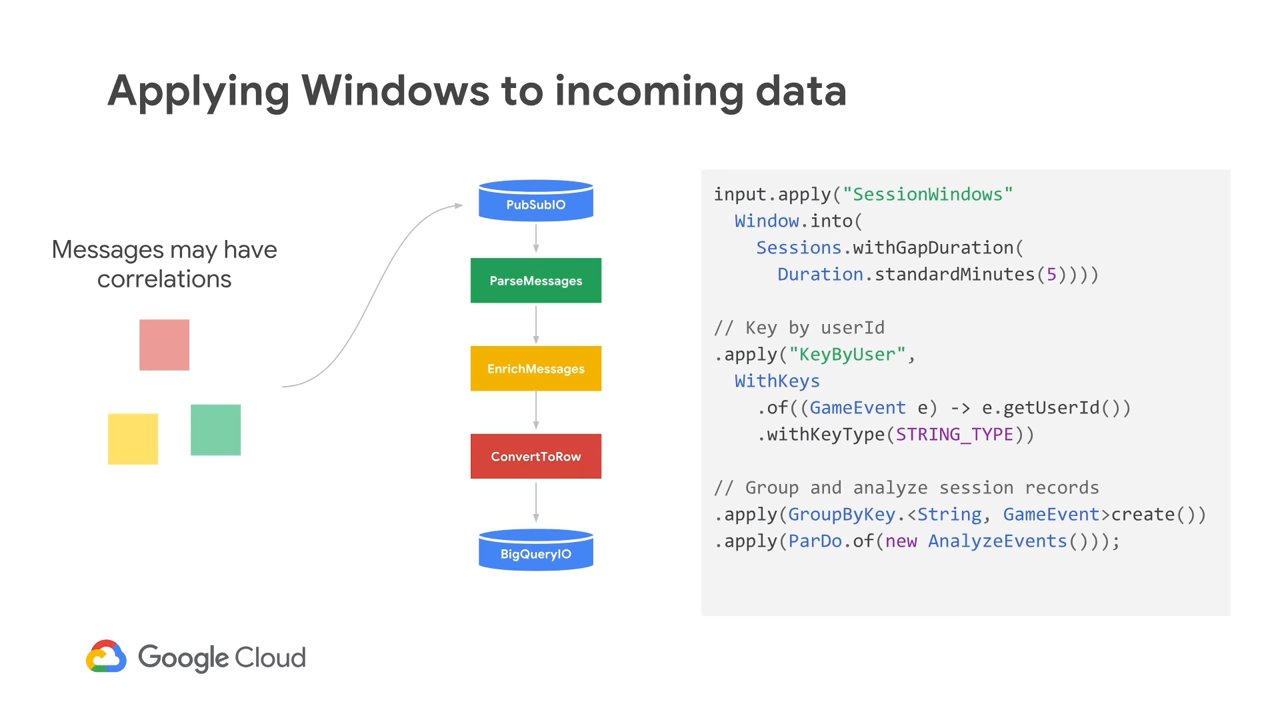 Applying Windows to incoming data
Messages may have
correlations
PubSubIO
ParseMessages
EnrichMessages
ConvertToRow
BigQueryIO
input.apply("SessionWindows"
  Window.into(
    Sessions.withGapDuration(
      Duration.standardMinutes(5))))
// Key by userId
.apply("KeyByUser",
  WithKeys
    .of((GameEvent e) -> e.getUserId())
    .withKeyType(STRING_TYPE))
// Group and analyze session records
.apply(GroupByKey.<String, GameEvent>create())
.apply(ParDo.of(new AnalyzeEvents()));
Google Cloud